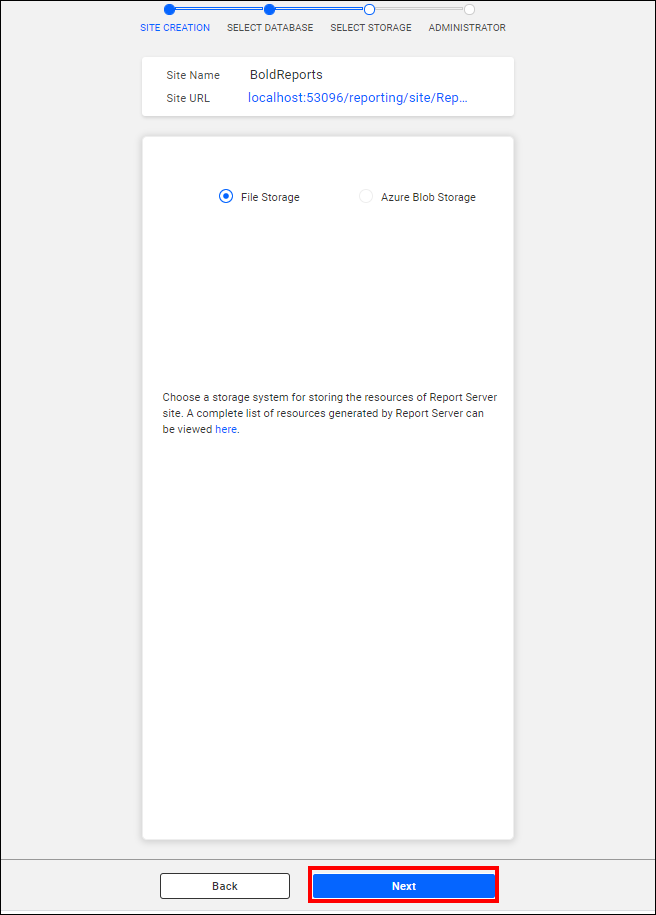 SITE CREATION SELECT DATABASE SELECT STORAGE ADMINISTRATOR
Site Name BoldReports
Site URL localhost:53096/reporting/site/Rep...
File Storage Azure Blob Storage
Choose a storage system for storing the resources of Report Server
site. A complete list of resources generated by Report Server can
be viewed here.
Back Next